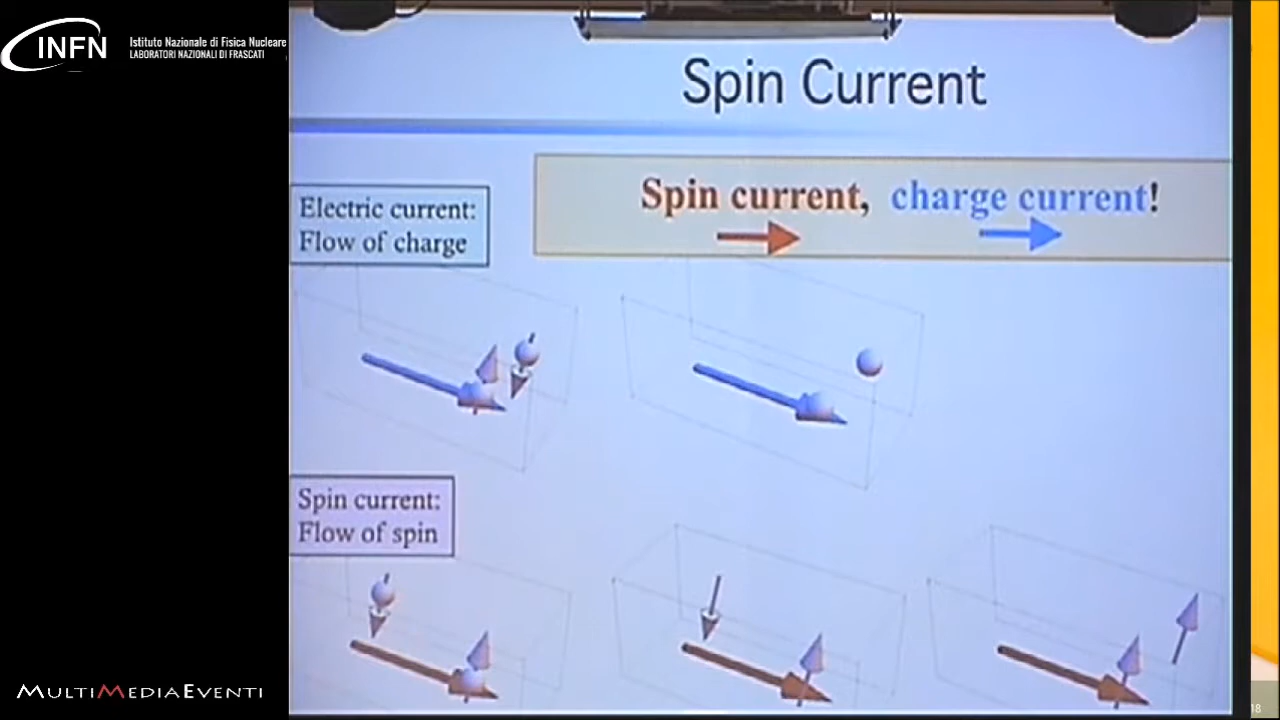 INFN
Istituto Nazionale di Fisica Nucleare
LABORATORI NAZIONALI DI FRASCATI
Spin Current
Spin current, charge current!
Electric current:
Flow of charge
Spin current:
Flow of spin
MULTIMEDIAEVENTI
18